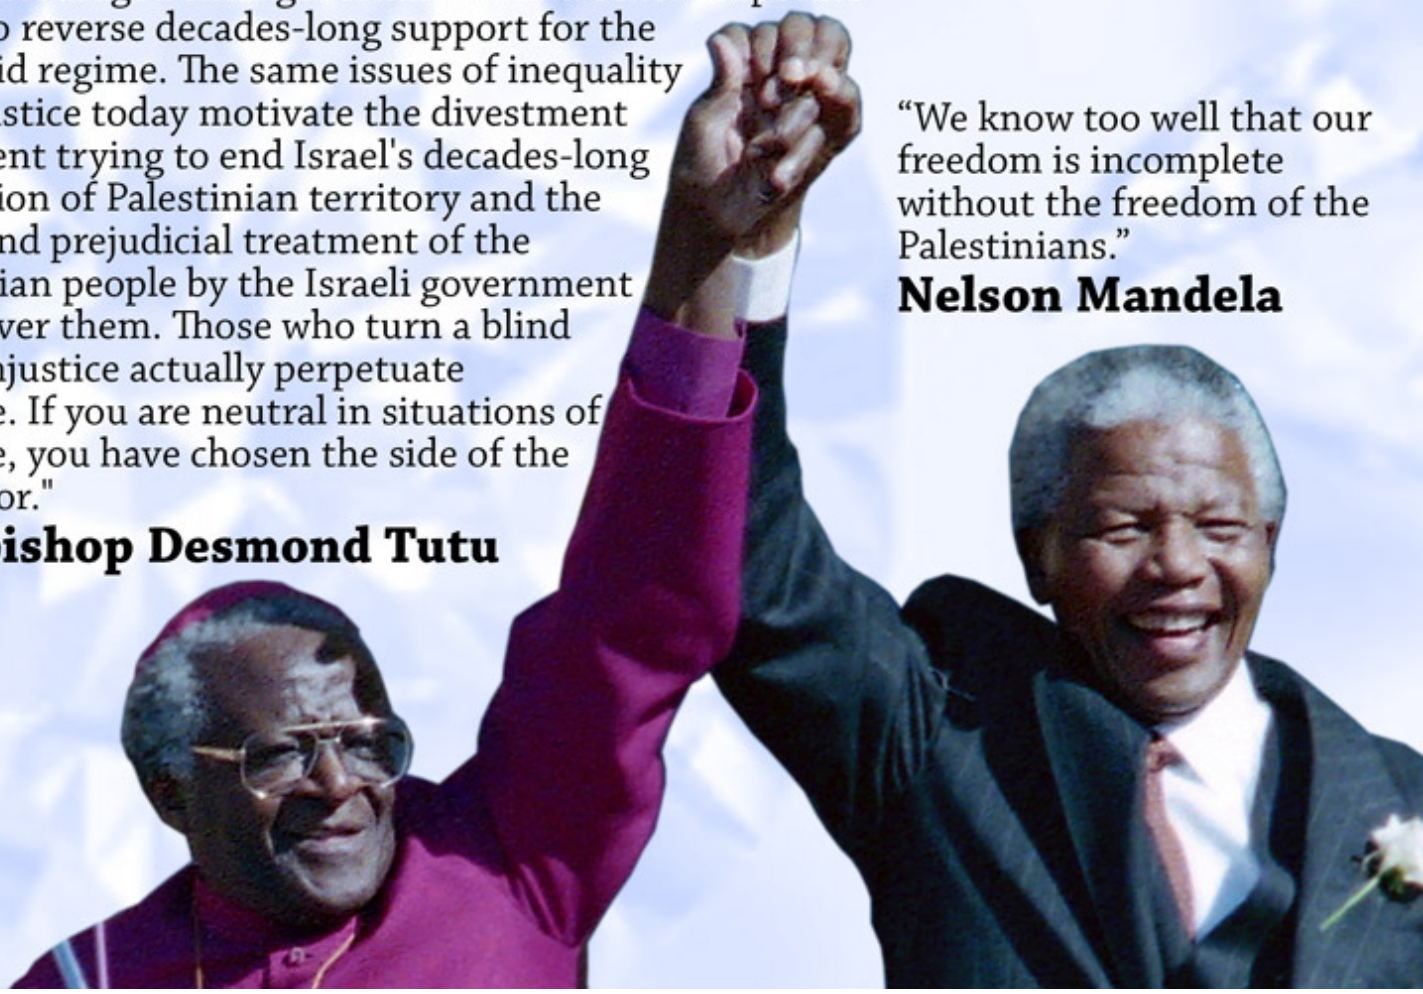 reverse decades-long support for the
id regime. The same issues of inequality
stice today motivate the divestment
ent trying to end Israel's decades-long
ion of Palestinian territory and the
nd prejudicial treatment of the
ian people by the Israeli government
ver them. Those who turn a blind
justice actually perpetuate
e. If you are neutral in situations of
e, you have chosen the side of the
or."
bishop Desmond Tutu
“We know too well that our
freedom is incomplete
without the freedom of the
Palestinians.”
Nelson Mandela